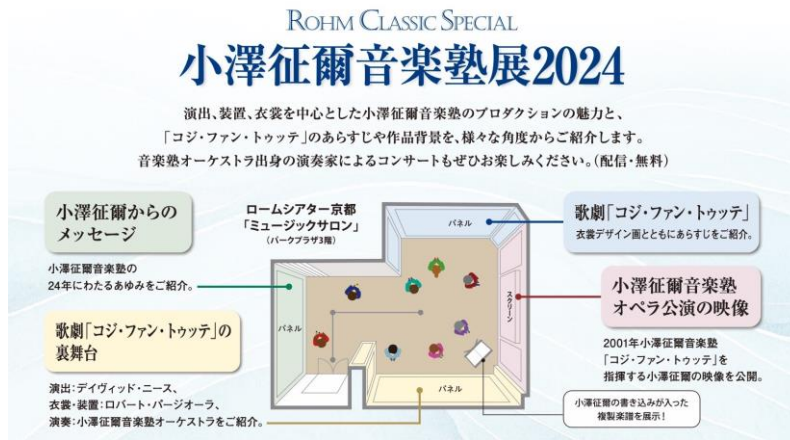 ROHM CLASSIC SPECIAL
小澤征爾音楽塾展2024
演出、装置、衣裳を中心とした小澤征爾音楽塾のプロダクションの魅力と、
「コジ・ファン・トゥッテ」のあらすじや作品背景を、様々な角度からご紹介します。
音楽塾オーケストラ出身の演奏家によるコンサートもぜひお楽しみください。(配信・無料)
小澤征爾からの
メッセージ
小澤征爾音楽塾の
24年にわたるあゆみをご紹介。
歌劇「コジ・ファン・トゥッテ」の
裏舞台
演出:デイヴィッド・ニース、
衣裳・装置:ロバート・パージオーラ、
演奏:小澤征爾音楽塾オーケストラをご紹介。
ロームシアター京都
「ミュージックサロン」
(パークプラザ3階)
パネル
パネル
スクリーン
パネル
歌劇「コジ・ファン・トゥッテ」
衣裳デザイン画とともにあらすじをご紹介。
小澤征爾音楽塾
オペラ公演の映像
2001年小澤征爾音楽塾
「コジ・ファン・トゥッテ」を
指揮する小澤征爾の映像を公開。
小澤征爾の書き込みが入った
複製楽譜を展示!